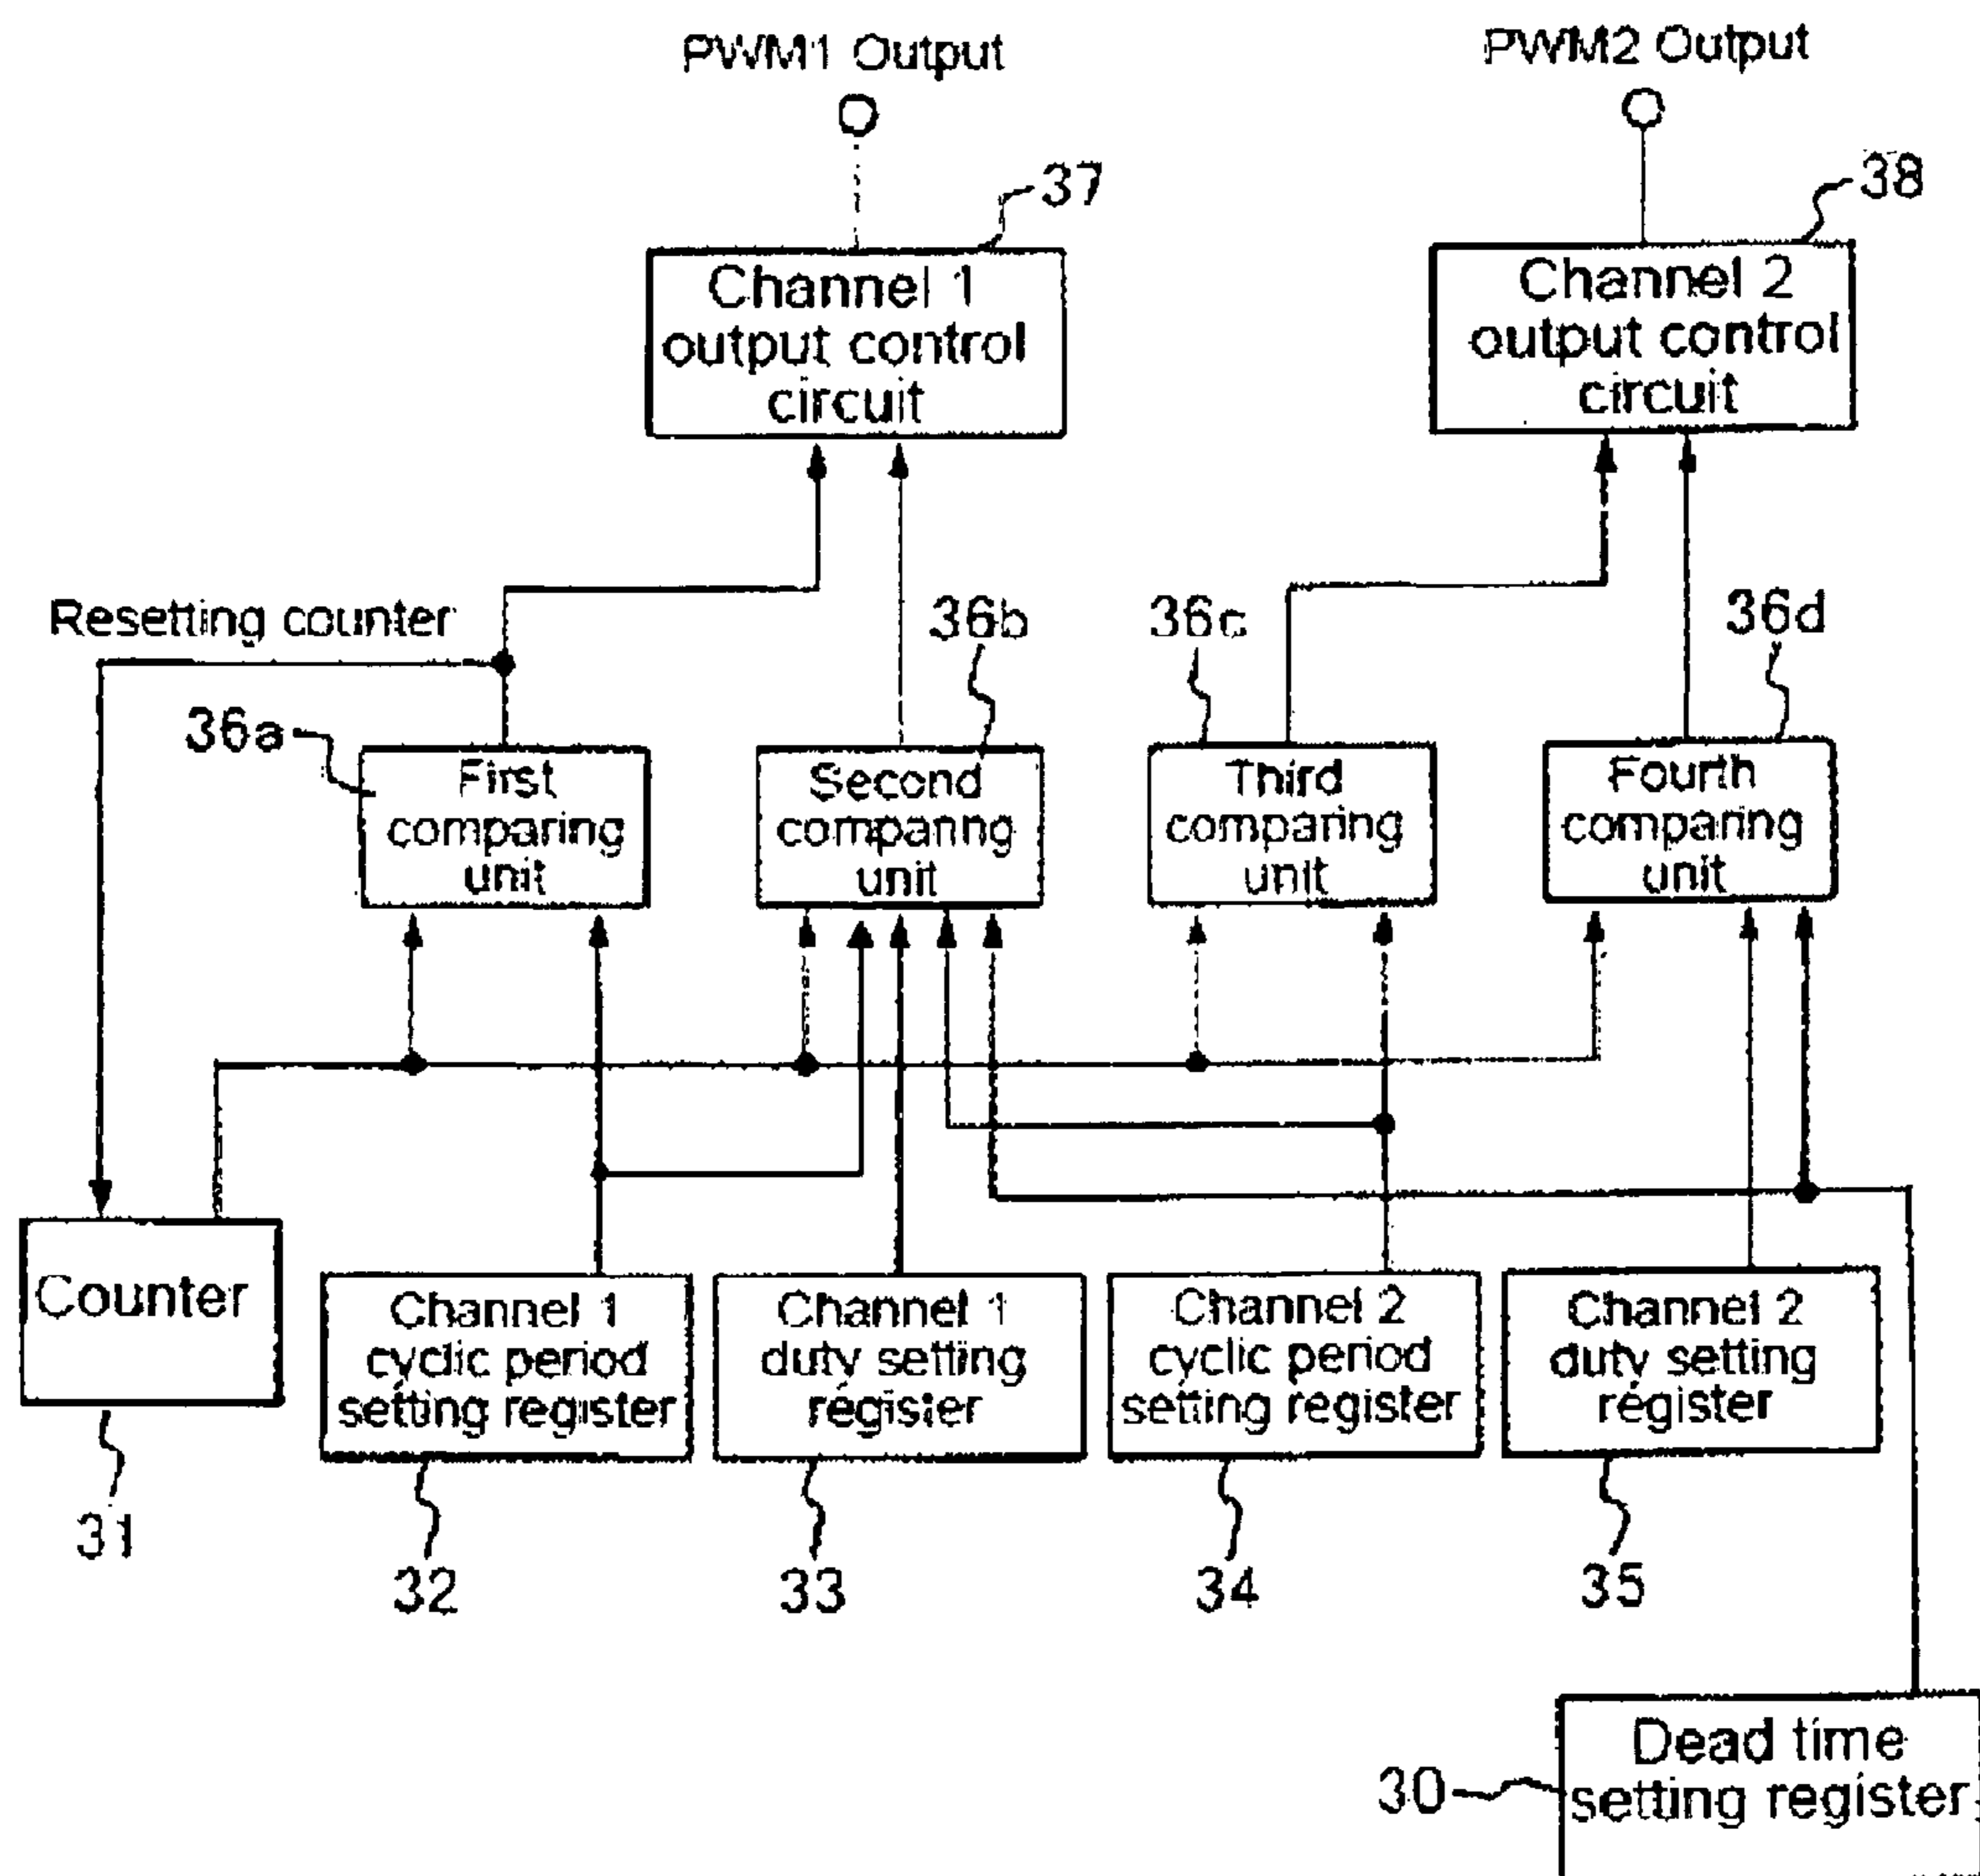 PWM1 Output
PWM2 Output
37
38
Channel 1
output control
circuit
Channel 2
output control
circuit
Resetting counter
36b
36c
36d
36a
First
comparing
unit
Second
comparing
unit
Third
comparing
unit
Fourth
comparing
unit
Counter
Channel 1
cyclic period
setting register
Channel 1
duty setting
register
Channel 2
cyclic period
setting register
Channel 2
duty setting
register
31
32
33
34
35
30
Dead time
setting register